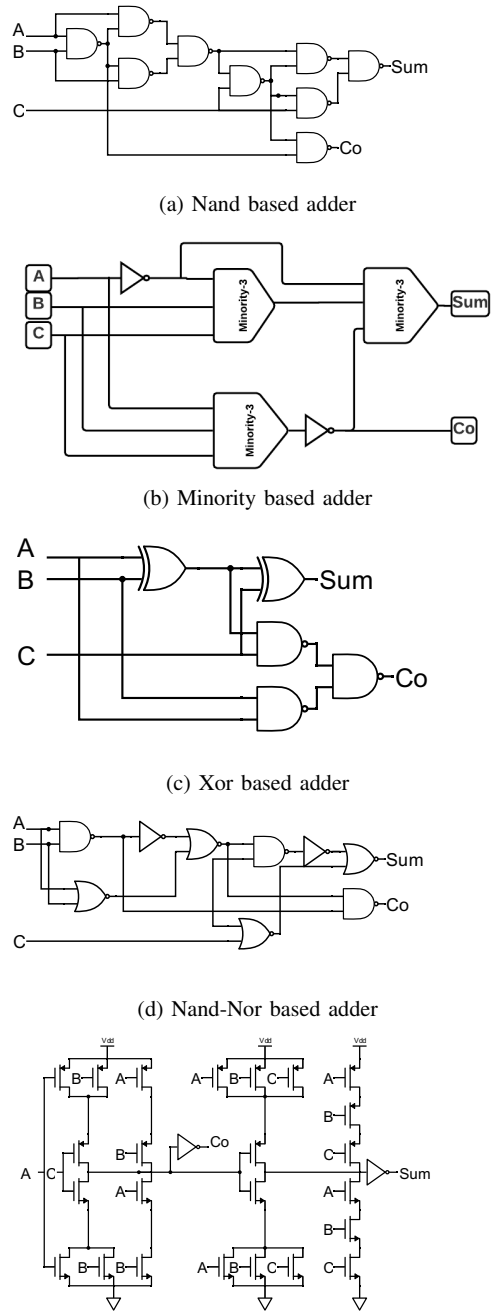 A
B
Sum
C
Co
(a) Nand based adder
A
B
C
Minority-3
Minority-3
Sum
Minority-3
Co
(b) Minority based adder
A
B
Sum
C
Co
(c) Xor based adder
A
B
Sum
Co
C
(d) Nand-Nor based adder
Vdd Vdd Vdd
B A A B C A
B
B Co C
A C A Sum
B
B B A B C C